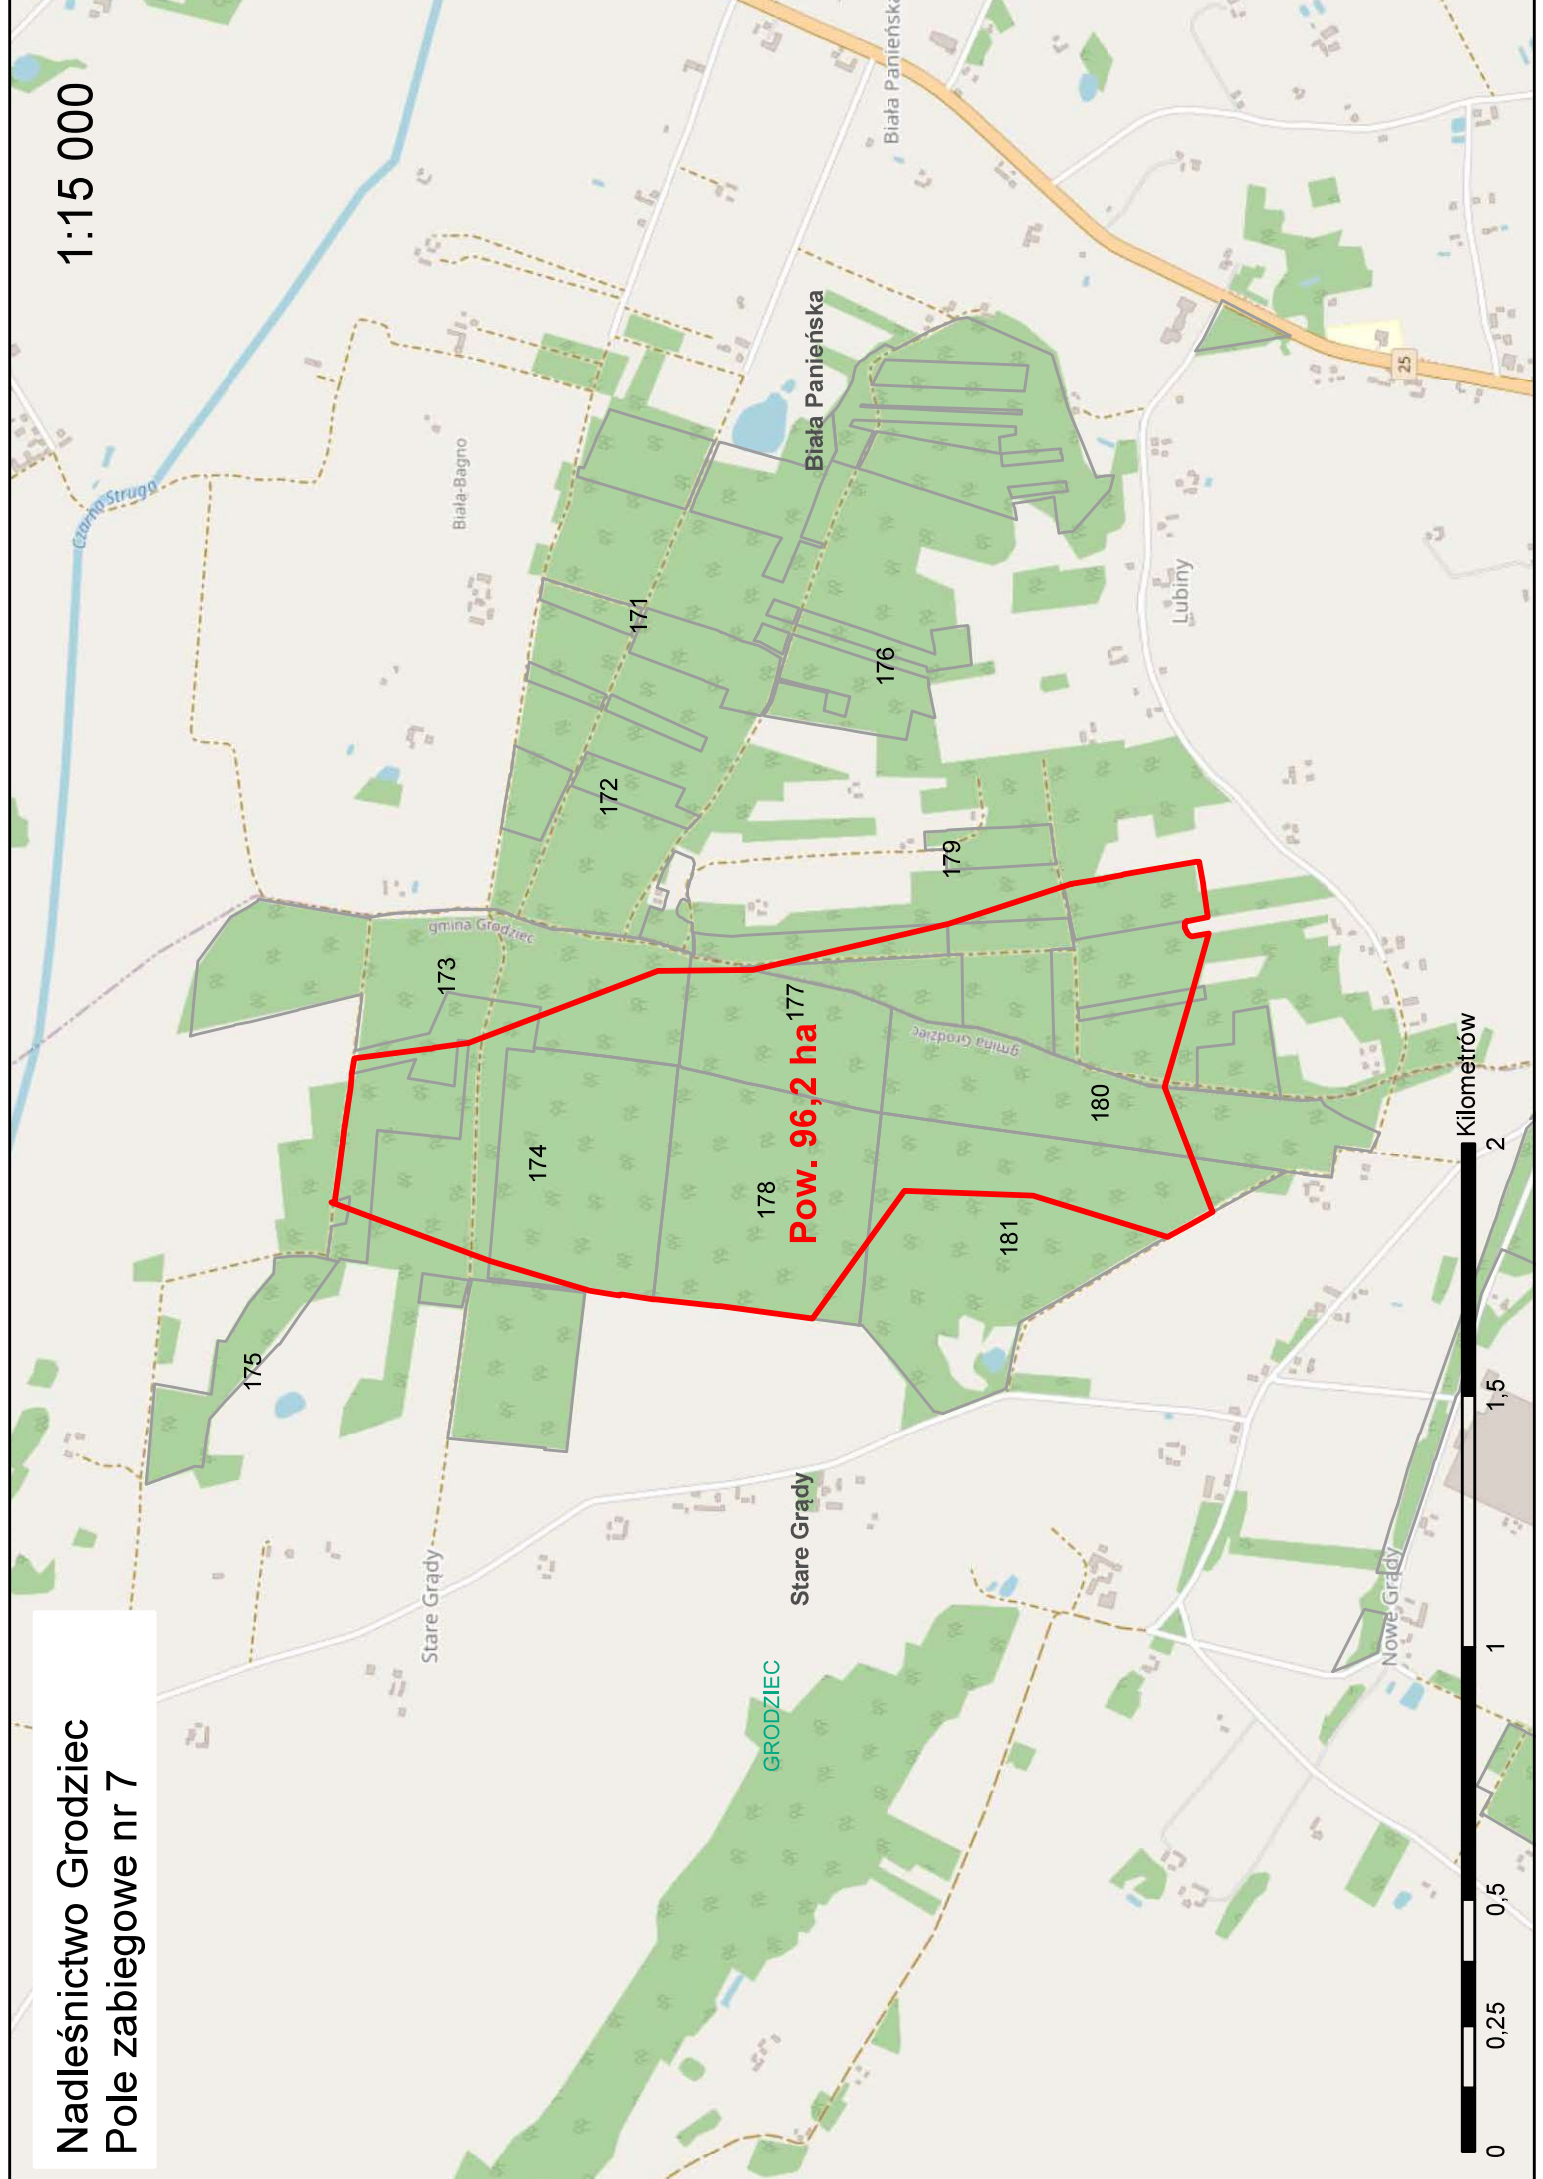 Nadleśnictwo Grodziec
Pole zabiegowe nr 7
1:15 000
Czarna Struga
Biała-Bagno
Biała Panieńska
Biała Panieńska
171
172
176
173
gmina Grodziec
174
175
177
Pow. 96,2 ha
178
179
gmina Grodziec
180
181
Lubiny
25
Stare Grądy
Stare Grądy
GRODZIEC
Nowe Grądy
Kilometrów
0 0,25 0,5 1 1,5 2